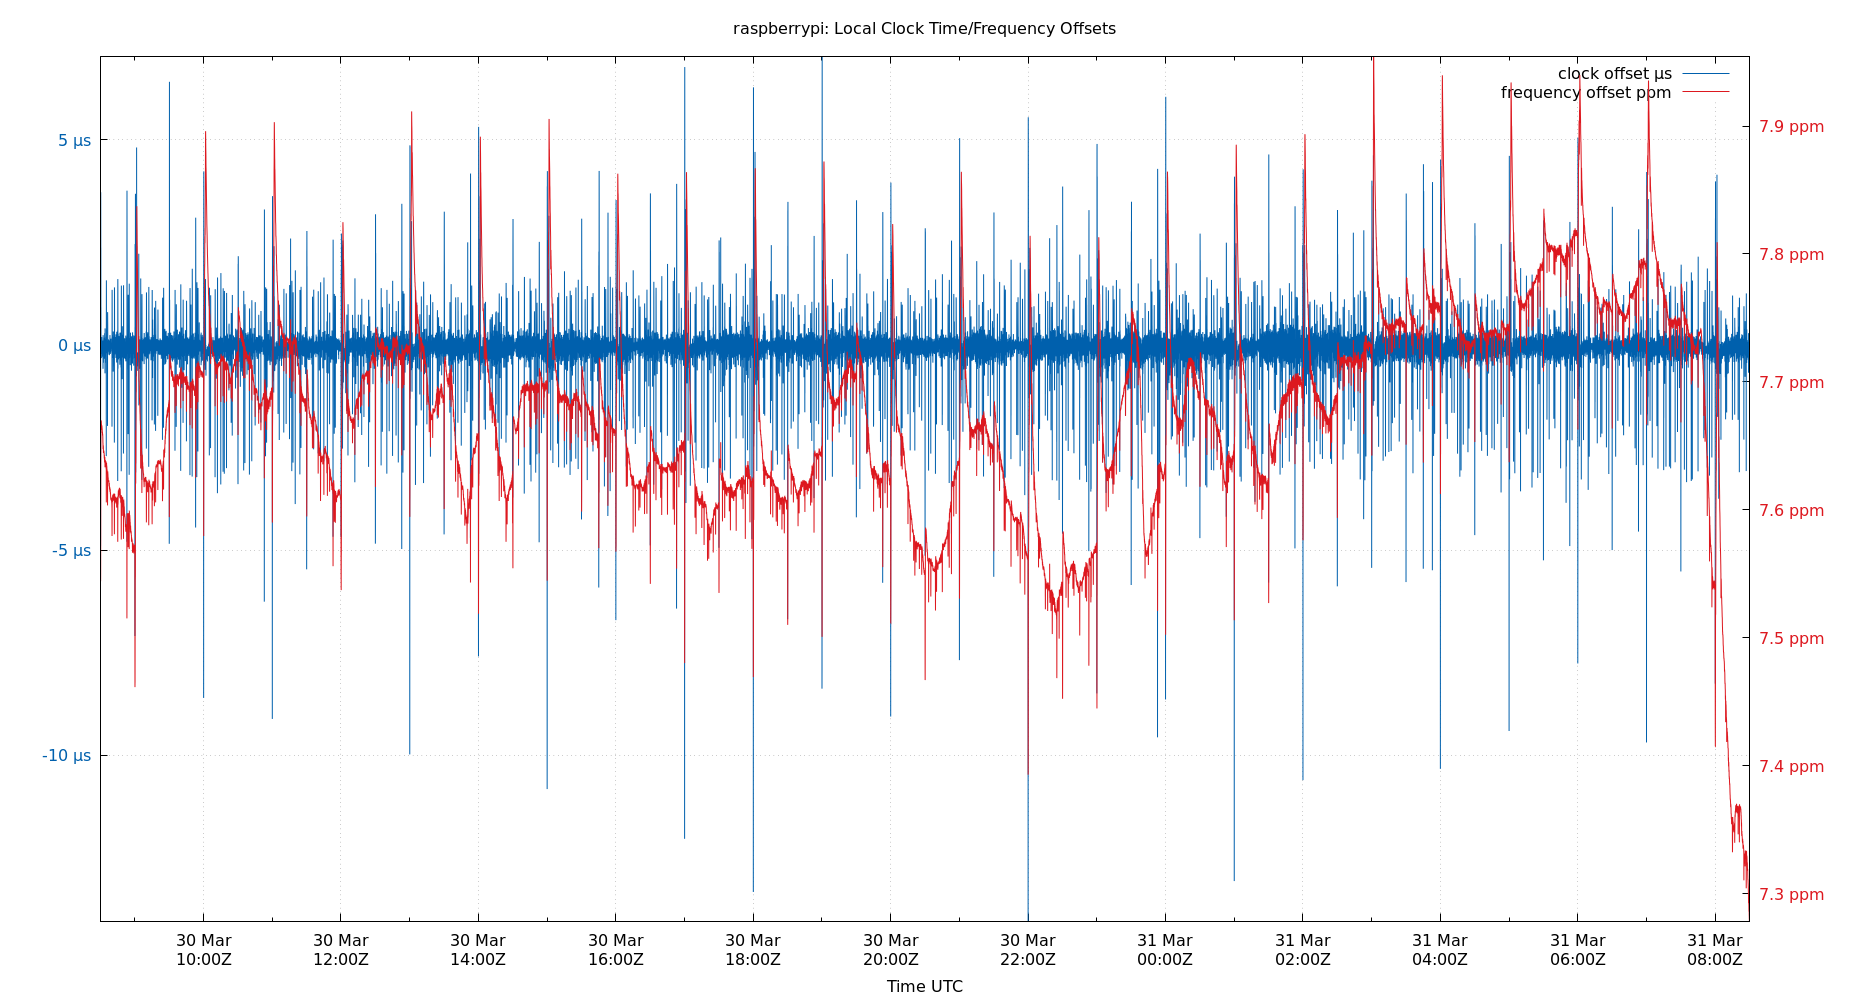 raspberrypi: Local Clock Time/Frequency Offsets
clock offset µs
frequency offset ppm
5 µs
0 µs
-5 µs
-10 µs
7.9 ppm
7.8 ppm
7.7 ppm
7.6 ppm
7.5 ppm
7.4 ppm
7.3 ppm
30 Mar 30 Mar 30 Mar 30 Mar 30 Mar 30 Mar 30 Mar 31 Mar 31 Mar 31 Mar 31 Mar 31 Mar
10:00Z 12:00Z 14:00Z 16:00Z 18:00Z 20:00Z 22:00Z 00:00Z 02:00Z 04:00Z 06:00Z 08:00Z
Time UTC